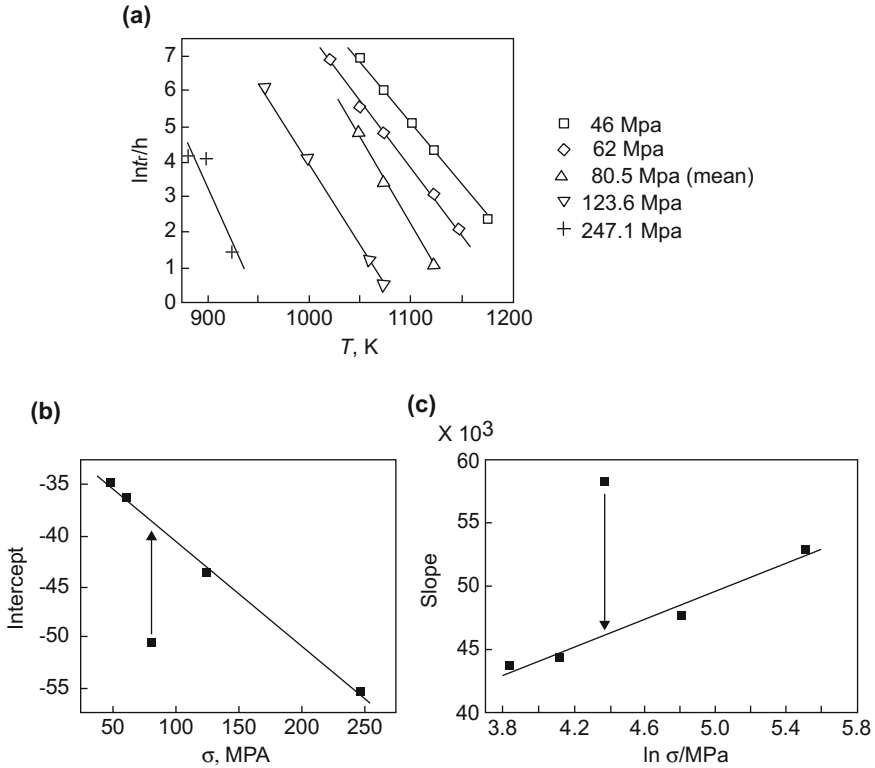 (a)
7
6
5
4
3
2
1
0
lntr/h
900 1000 1100 1200
T, K
46 Mpa
62 Mpa
80.5 Mpa (mean)
123.6 Mpa
247.1 Mpa
(b)
-35
-40
-45
-50
-55
Intercept
50 100 150 200 250
σ, MPA
(c)
X 10³
60
55
50
45
40
Slope
3.8 4.2 4.6 5.0 5.4 5.8
ln σ/MPa